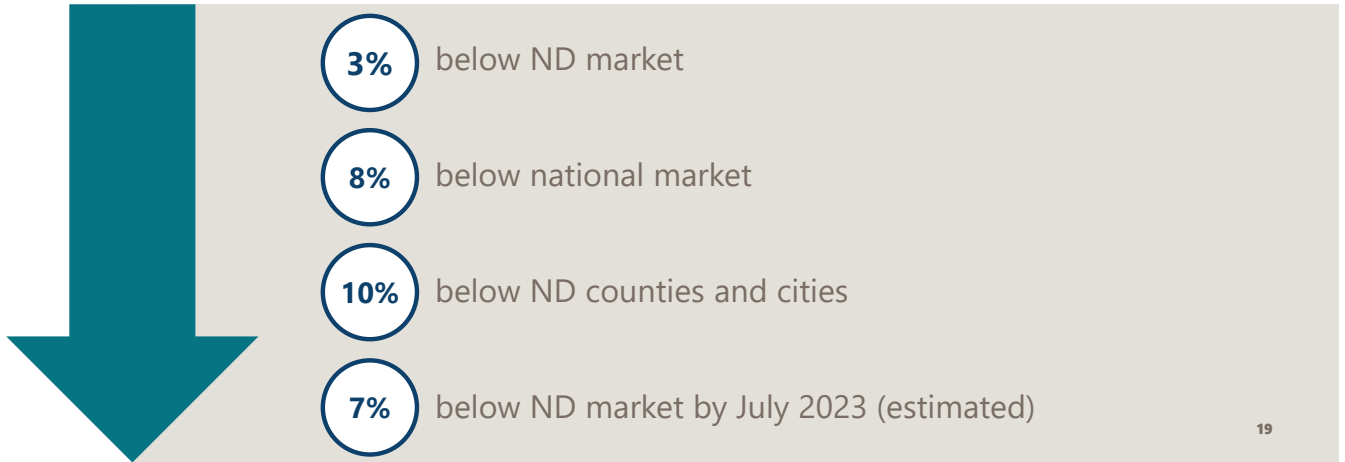 3% below ND market
8% below national market
10% below ND counties and cities
7% below ND market by July 2023 (estimated)
19